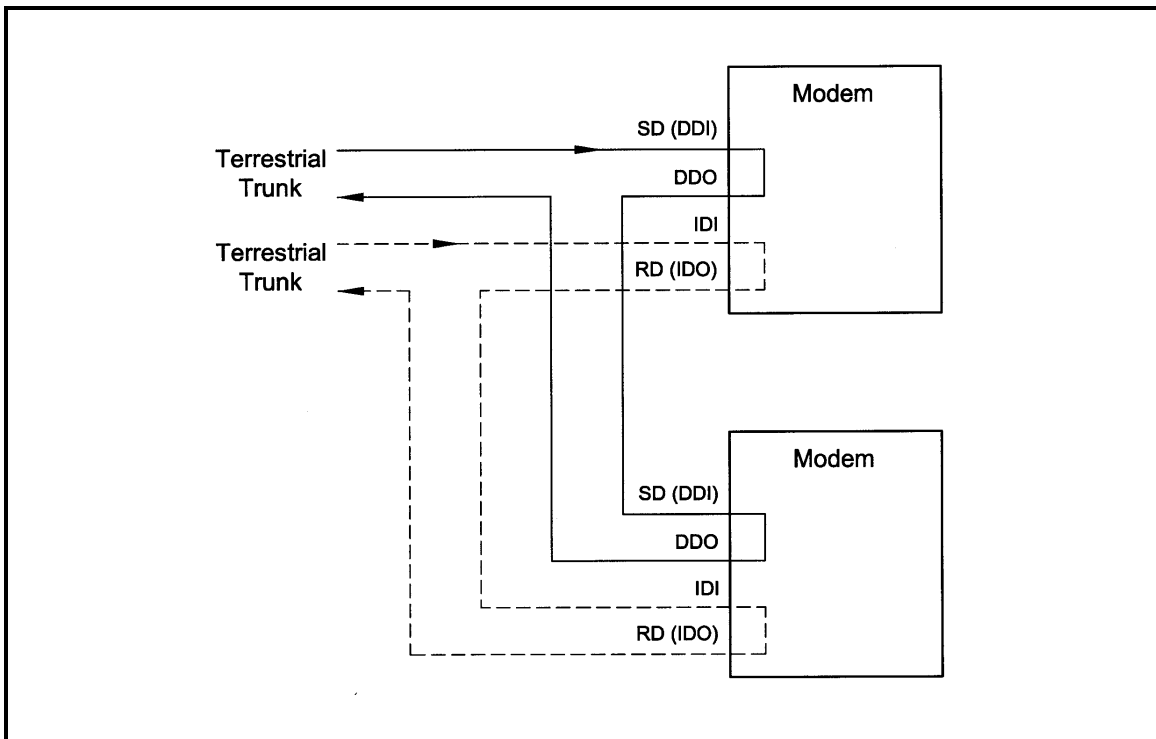 Modem
SD (DDI)
Terrestrial
Trunk
DDO
IDI
Terrestrial
Trunk
RD (IDO)
Modem
SD (DDI)
DDO
IDI
RD (IDO)